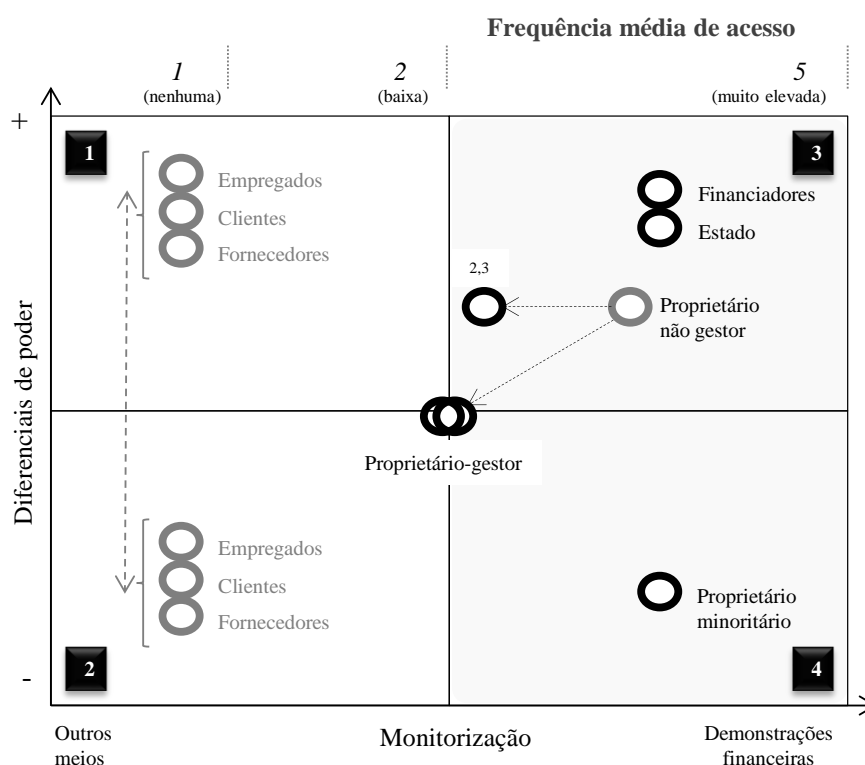 Frequência média de acesso
1
(nenhuma)
2
(baixa)
5
(muito elevada)
+
1
3
Empregados
Clientes
Fornecedores
Financiadores
Estado
2,3
Proprietário
não gestor
Diferenciais de poder
Proprietário-gestor
Empregados
Clientes
Fornecedores
Proprietário
minoritário
-
2
4
Outros
meios
Monitorização
Demonstrações
financeiras